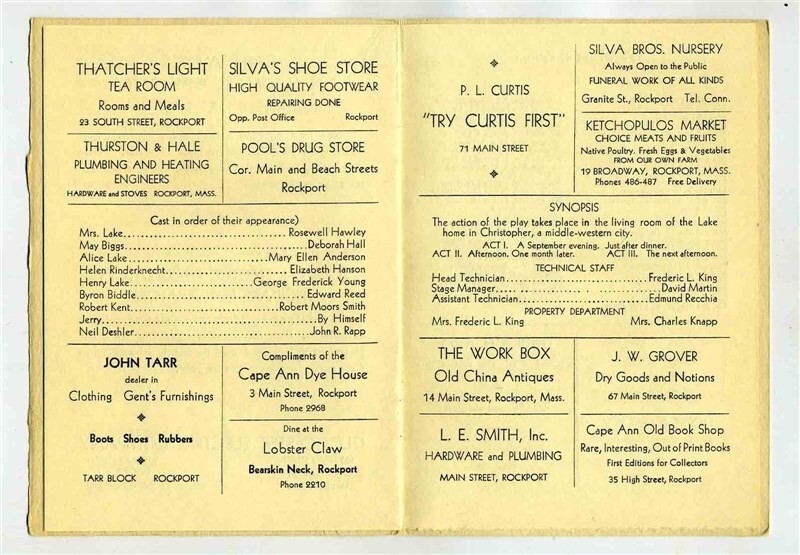 THATCHER'S LIGHT
TEA ROOM
Rooms and Meals
23 SOUTH STREET, ROCKPORT
SILVA'S SHOE STORE
HIGH QUALITY FOOTWEAR
REPAIRING DONE
Opp. Post Office Rockport
THURSTON & HALE
PLUMBING AND HEATING
ENGINEERS
HARDWARE and STOVES ROCKPORT, MASS.
POOL'S DRUG STORE
Cor. Main and Beach Streets
Rockport
Cast in order of their appearance)
Mrs. Lake..........Rosewell Hawley
May Biggs..........Deborah Hall
Alice Lake..........Mary Ellen Anderson
Helen Rinderknecht..........Elizabeth Hanson
Henry Lake..........George Frederick Young
Byron Biddle..........Edward Reed
Robert Kent..........Robert Moors Smith
Jerry..........By Himself
Neil Deshler..........John R. Rapp
JOHN TARR
dealer in
Clothing Gent's Furnishings
Boots Shoes Rubbers
TARR BLOCK ROCKPORT
Compliments of the
Cape Ann Dye House
3 Main Street, Rockport
Phone 2968
Dine at the
Lobster Claw
Bearskin Neck, Rockport
Phone 2210
P. L. CURTIS
"TRY CURTIS FIRST"
71 MAIN STREET
SILVA BROS. NURSERY
Always Open to the Public
FUNERAL WORK OF ALL KINDS
Granite St., Rockport Tel. Conn.
KETCHOPULOS MARKET
CHOICE MEATS AND FRUITS
Native Poultry. Fresh Eggs & Vegetables
FROM OUR OWN FARM
19 BROADWAY, ROCKPORT, MASS.
Phones 486-487 Free Delivery
SYNOPSIS
The action of the play takes place in the living room of the Lake
home in Christopher, a middle-western city.
ACT I. A September evening. Just after dinner.
ACT II. Afternoon. One month later. ACT III. The next afternoon.
TECHNICAL STAFF
Head Technician..........Frederic L. King
Stage Manager..........David Martin
Assistant Technician..........Edmund Recchia
PROPERTY DEPARTMENT
Mrs. Frederic L. King Mrs. Charles Knapp
THE WORK BOX
Old China Antiques
14 Main Street, Rockport, Mass.
J. W. GROVER
Dry Goods and Notions
67 Main Street, Rockport
L. E. SMITH, Inc.
HARDWARE and PLUMBING
MAIN STREET, ROCKPORT
Cape Ann Old Book Shop
Rare, Interesting, Out of Print Books
First Editions for Collectors
35 High Street, Rockport